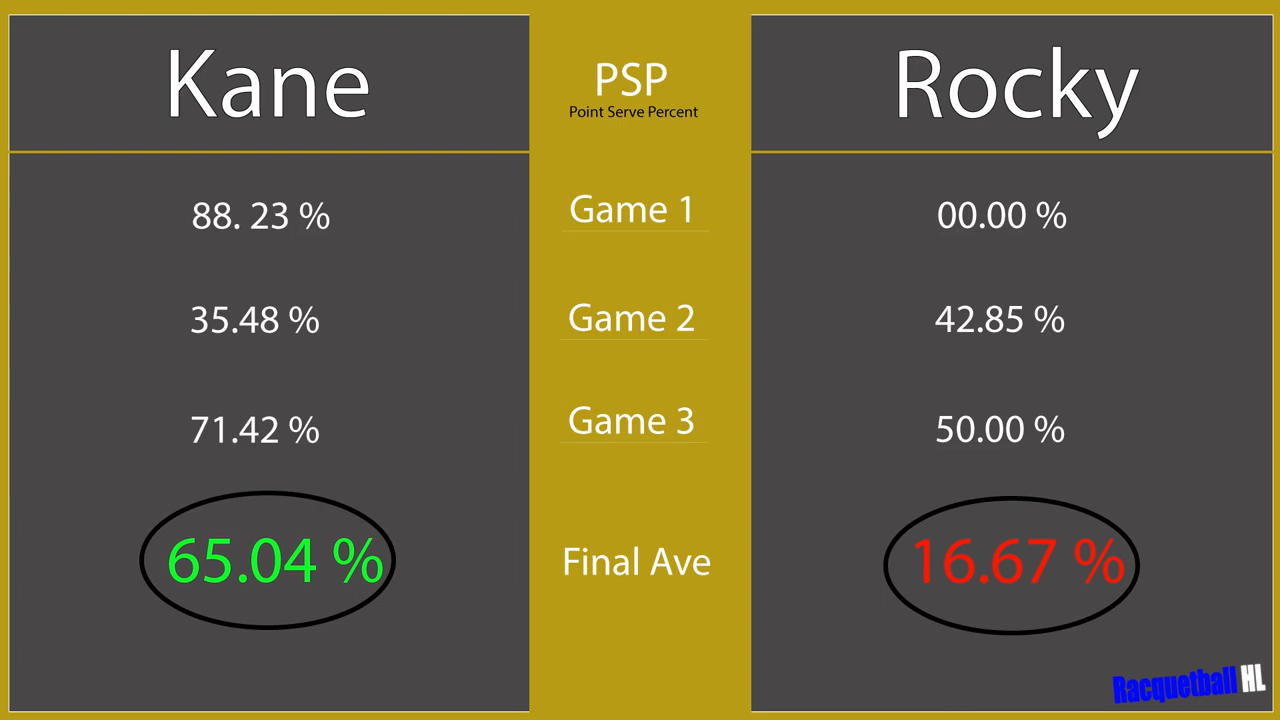 Kane
PSP
Point Serve Percent
Rocky
88. 23 %
Game 1
00.00 %
35.48 %
Game 2
42.85 %
71.42 %
Game 3
50.00 %
65.04 %
Final Ave
16.67 %
Racquetball HL